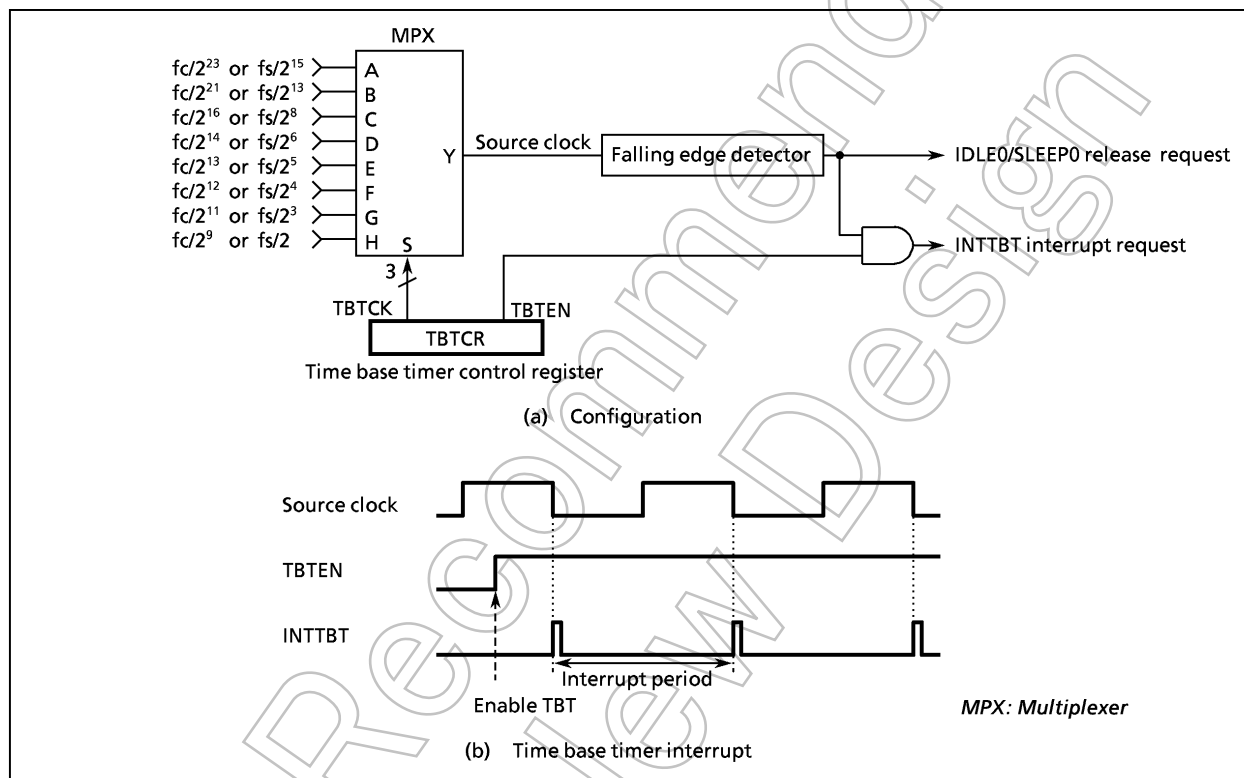 MPX
fc/2²³ or fs/2¹⁵ A
fc/2²¹ or fs/2¹³ B
fc/2¹⁶ or fs/2⁸ C
fc/2¹⁴ or fs/2⁶ D
fc/2¹³ or fs/2⁵ E
fc/2¹² or fs/2⁴ F
fc/2¹¹ or fs/2³ G
fc/2⁹ or fs/2 H
S
Y
Source clock
Falling edge detector
IDLE0/SLEEP0 release request
INTTBT interrupt request
3
TBTCK
TBTEN
TBTCR
Time base timer control register
(a) Configuration
Source clock
TBTEN
INTTBT
Interrupt period
Enable TBT
MPX: Multiplexer
(b) Time base timer interrupt
Recommend
Design